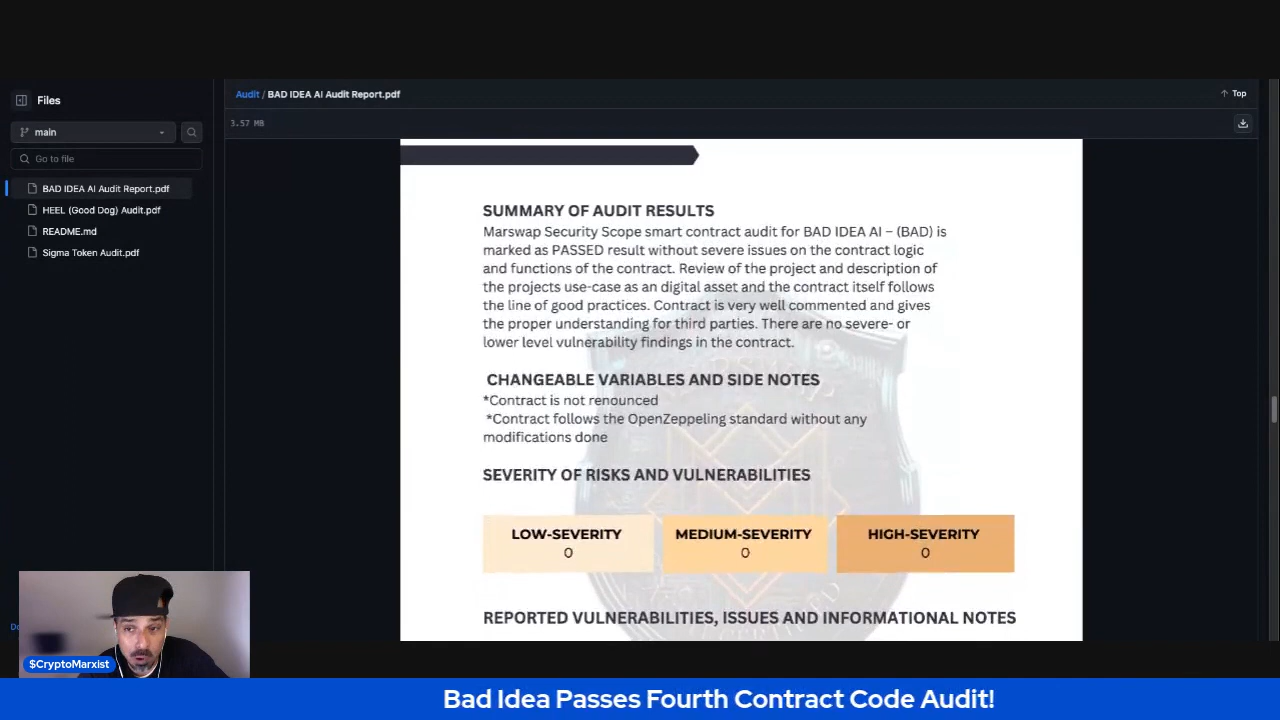 Files
main
Go to file
BAD IDEA AI Audit Report.pdf
HEEL (Good Dog) Audit.pdf
README.md
Sigma Token Audit.pdf
Audit / BAD IDEA AI Audit Report.pdf
Top
3.57 MB
SUMMARY OF AUDIT RESULTS
Marswap Security Scope smart contract audit for BAD IDEA AI – (BAD) is
marked as PASSED result without severe issues on the contract logic
and functions of the contract. Review of the project and description of
the projects use-case as an digital asset and the contract itself follows
the line of good practices. Contract is very well commented and gives
the proper understanding for third parties. There are no severe- or
lower level vulnerability findings in the contract.
CHANGEABLE VARIABLES AND SIDE NOTES
*Contract is not renounced
*Contract follows the OpenZeppeling standard without any
modifications done
SEVERITY OF RISKS AND VULNERABILITIES
LOW-SEVERITY
0
MEDIUM-SEVERITY
0
HIGH-SEVERITY
0
REPORTED VULNERABILITIES, ISSUES AND INFORMATIONAL NOTES
$CryptoMarxist
Bad Idea Passes Fourth Contract Code Audit!